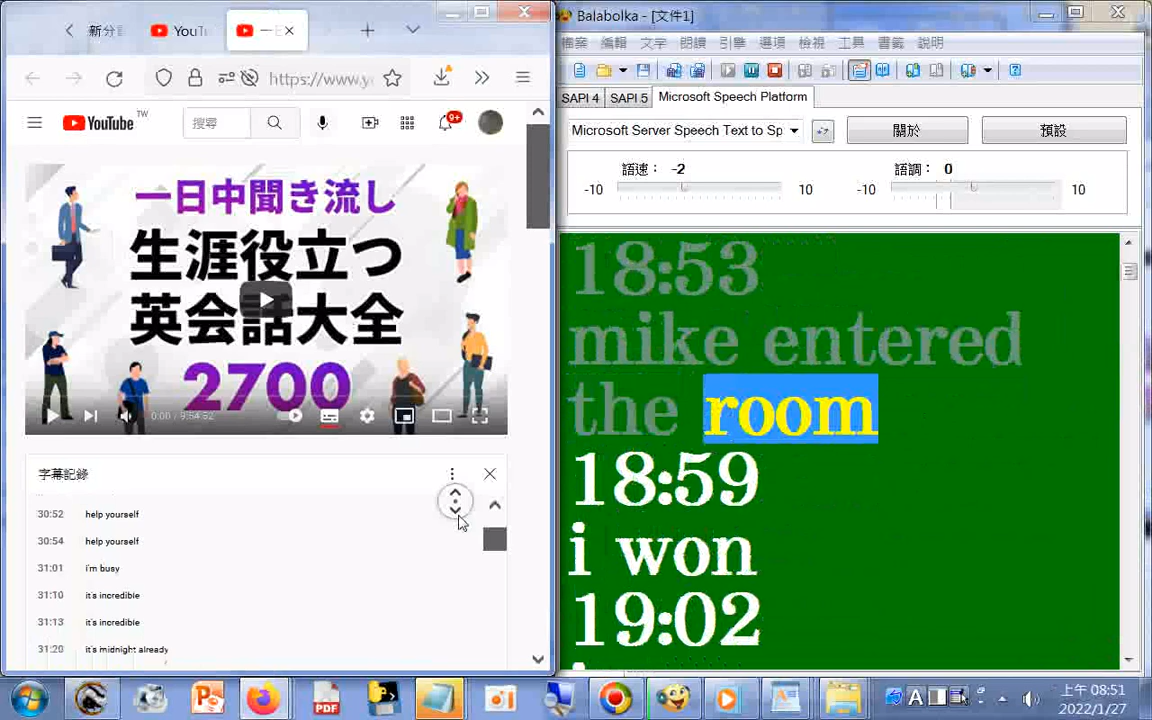 新分
YouT
一E
https://www.y
YouTube TW
搜尋
9+
一日中聞き流し
生涯役立つ
英会話大全
2700
0:00 / 9:54:52
字幕記錄
30:52 help yourself
30:54 help yourself
31:01 i'm busy
31:10 it's incredible
31:13 it's incredible
31:20 it's midnight already
Balabolka - [文件1]
檔案 編輯 文字 朗讀 引擎 選項 檢視 工具 書籤 說明
SAPI 4 SAPI 5 Microsoft Speech Platform
Microsoft Server Speech Text to Sp
關於 預設
語速： -2 語調： 0
-10 10 -10 10
18:53
mike entered
the room
18:59
i won
19:02
PDF
A
上午 08:51
2022/1/27